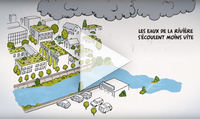 LES EAUX DE LA RIVIÈRE
S'ÉCOULENT MOINS VITE